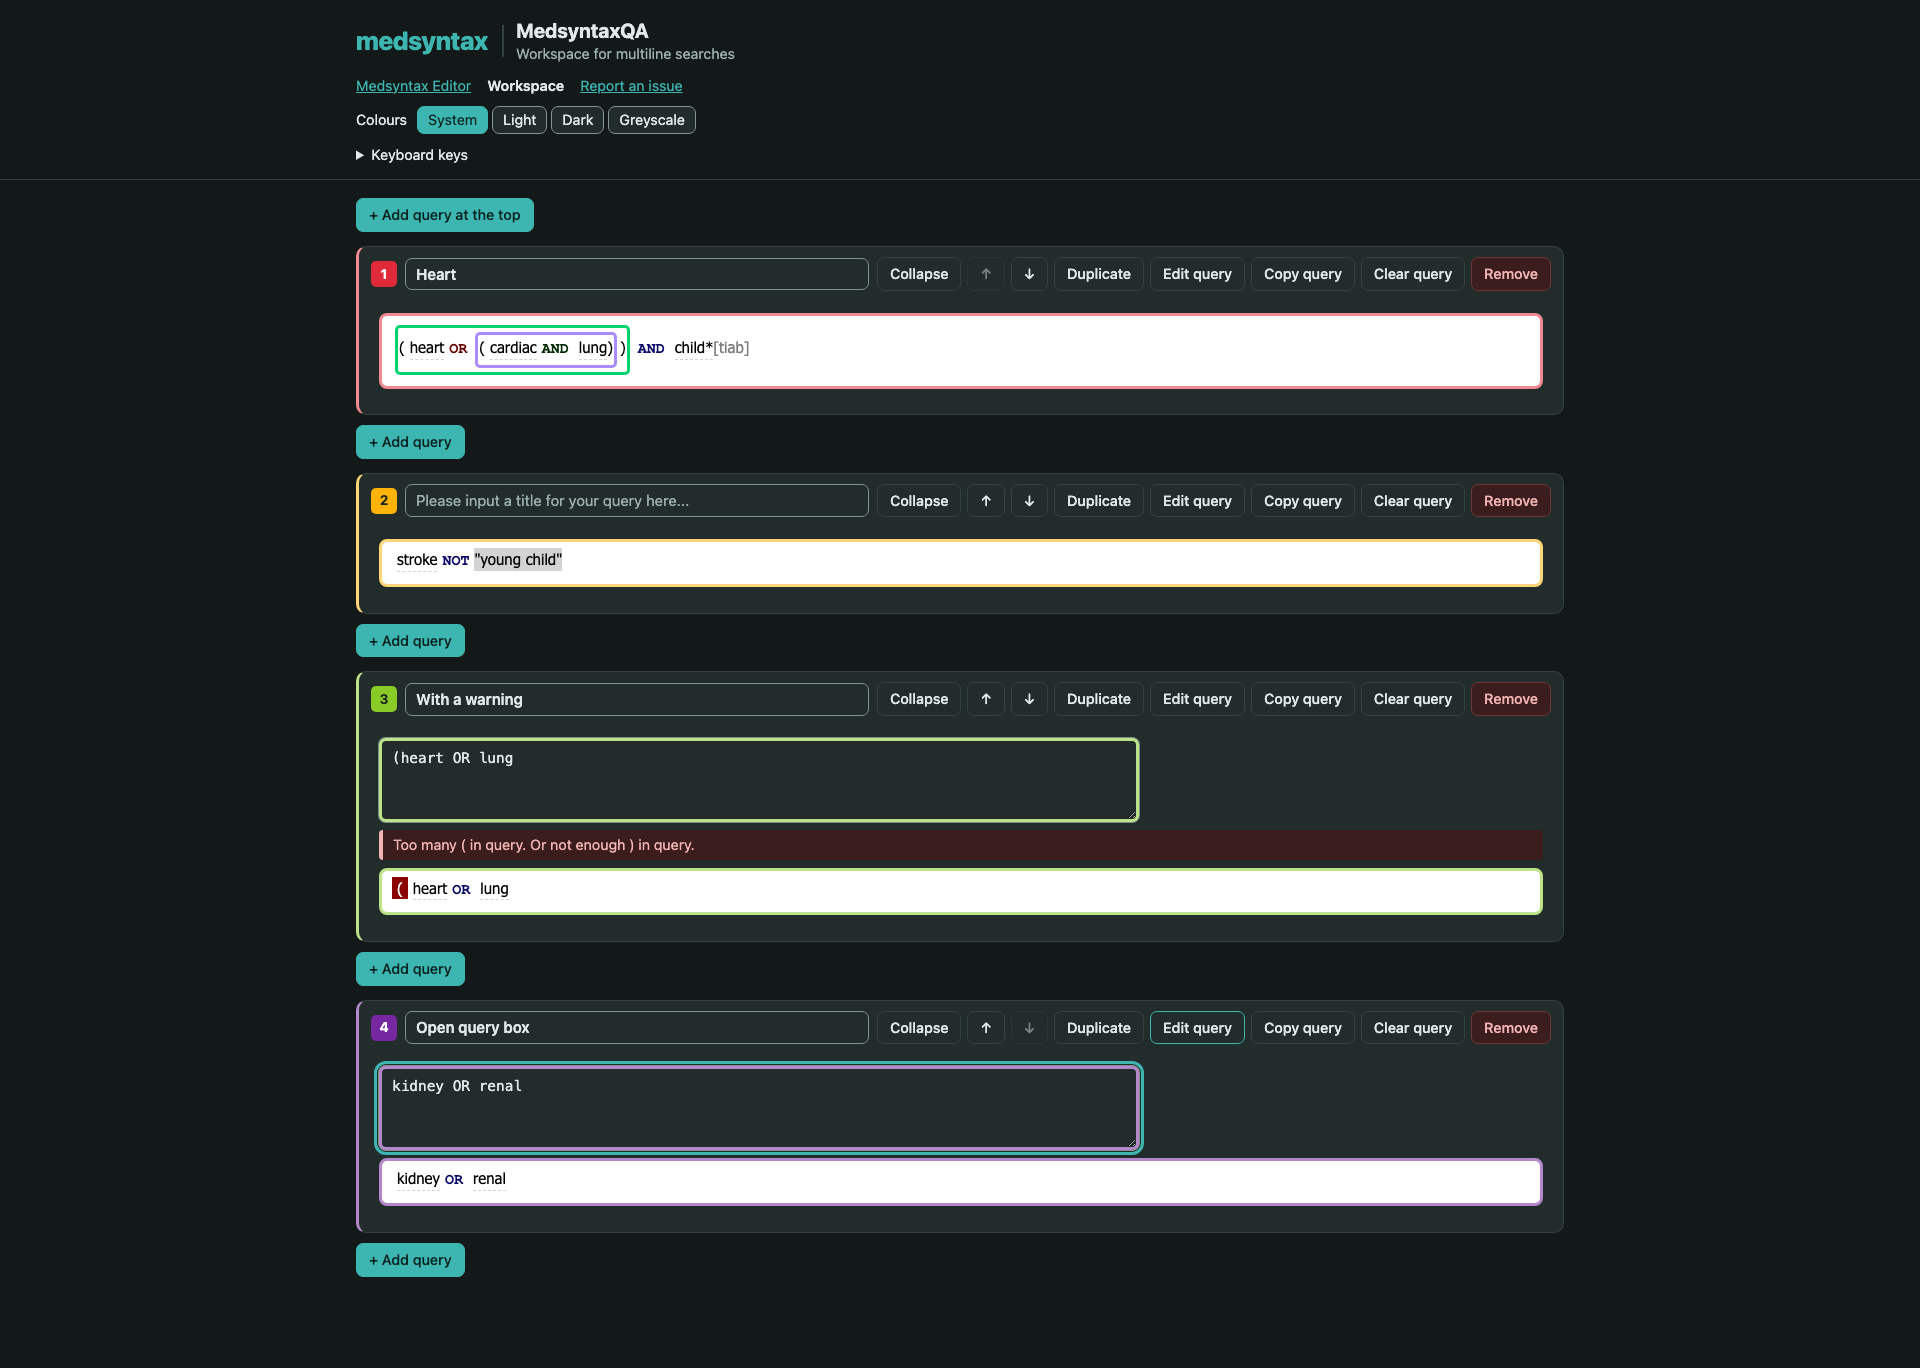 medsyntax
MedsyntaxQA
Workspace for multiline searches
Medsyntax Editor Workspace Report an issue
Colours System Light Dark Greyscale
▶ Keyboard keys
+ Add query at the top
1 Heart Collapse ↑ ↓ Duplicate Edit query Copy query Clear query Remove
( heart OR ( cardiac AND lung) ) AND child*[tiab]
+ Add query
2 Please input a title for your query here... Collapse ↑ ↓ Duplicate Edit query Copy query Clear query Remove
stroke NOT "young child"
+ Add query
3 With a warning Collapse ↑ ↓ Duplicate Edit query Copy query Clear query Remove
(heart OR lung
Too many ( in query. Or not enough ) in query.
( heart OR lung
+ Add query
4 Open query box Collapse ↑ ↓ Duplicate Edit query Copy query Clear query Remove
kidney OR renal
kidney OR renal
+ Add query